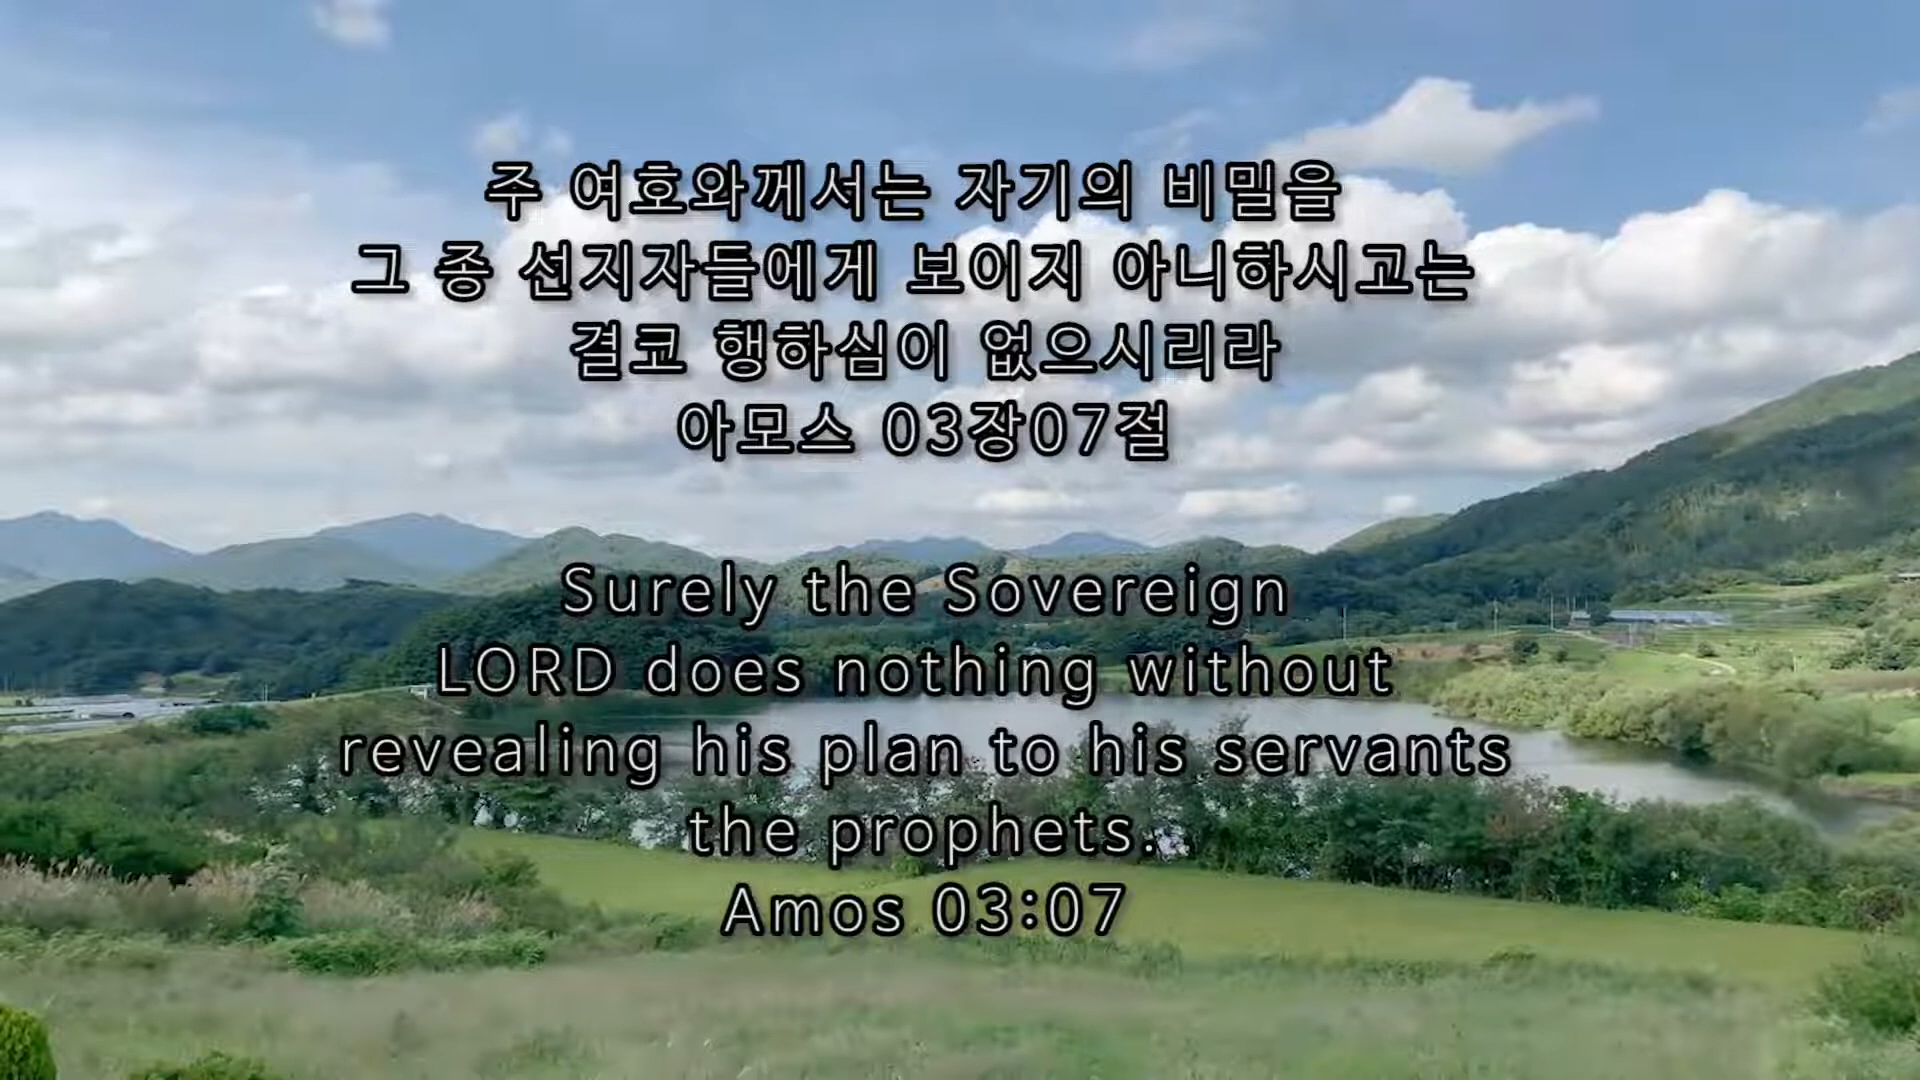 주 여호와께서는 자기의 비밀을
그 종 선지자들에게 보이지 아니하시고는
결코 행하심이 없으시리라
아모스 03장07절
Surely the Sovereign
LORD does nothing without
revealing his plan to his servants
the prophets.
Amos 03:07